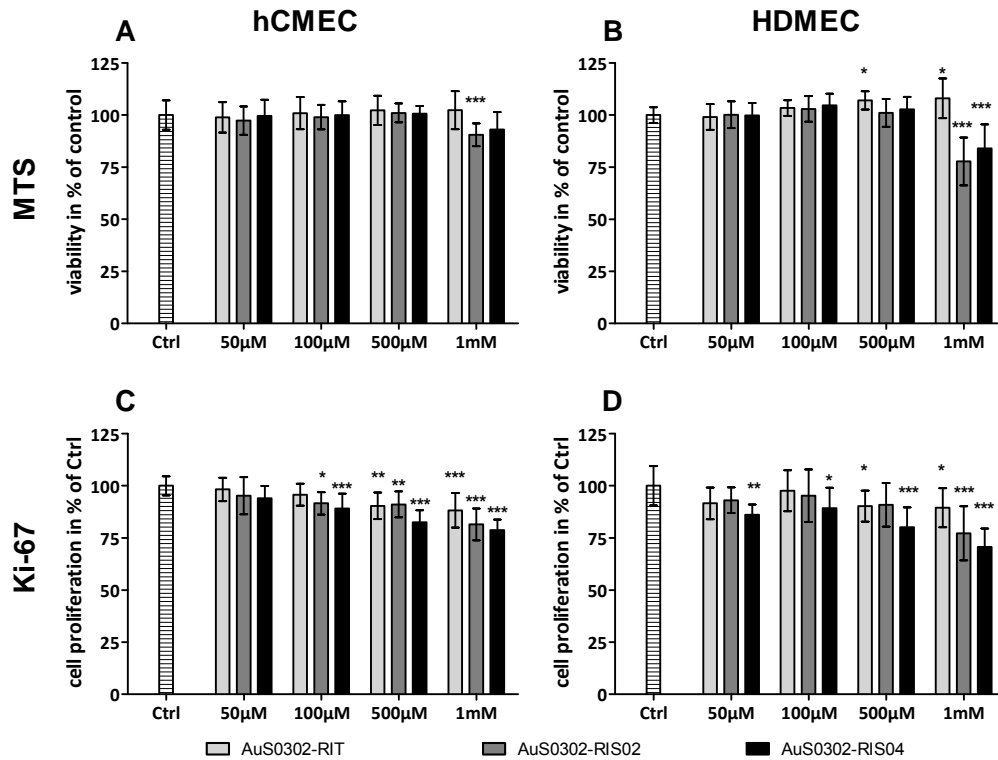 hCMEC
HDMEC
A
B
MTS
viability in % of control
125
100
75
50
25
0
***
Ctrl 50µM 100µM 500µM 1mM
viability in % of control
125
100
75
50
25
0
* * *** ***
Ctrl 50µM 100µM 500µM 1mM
C
D
Ki-67
cell proliferation in % of Ctrl
125
100
75
50
25
0
* *** ** ** *** *** *** ***
Ctrl 50µM 100µM 500µM 1mM
cell proliferation in % of Ctrl
125
100
75
50
25
0
** * * *** * *** ***
Ctrl 50µM 100µM 500µM 1mM
AuS0302-RIT AuS0302-RIS02 AuS0302-RIS04